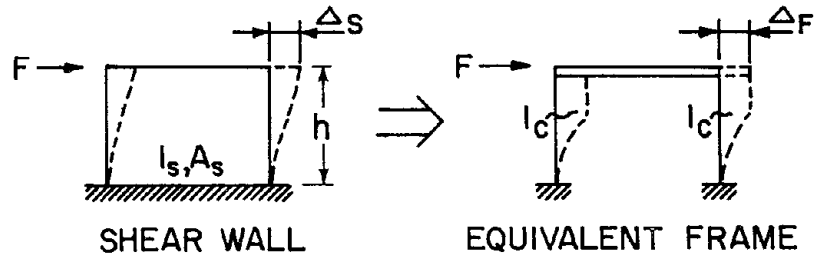 ΔS
F
h
Is,As
SHEAR WALL
ΔF
F
Ic
Ic
EQUIVALENT FRAME